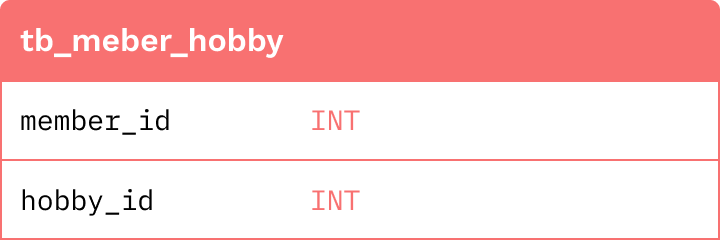 tb_meber_hobby
member_id INT
hobby_id INT